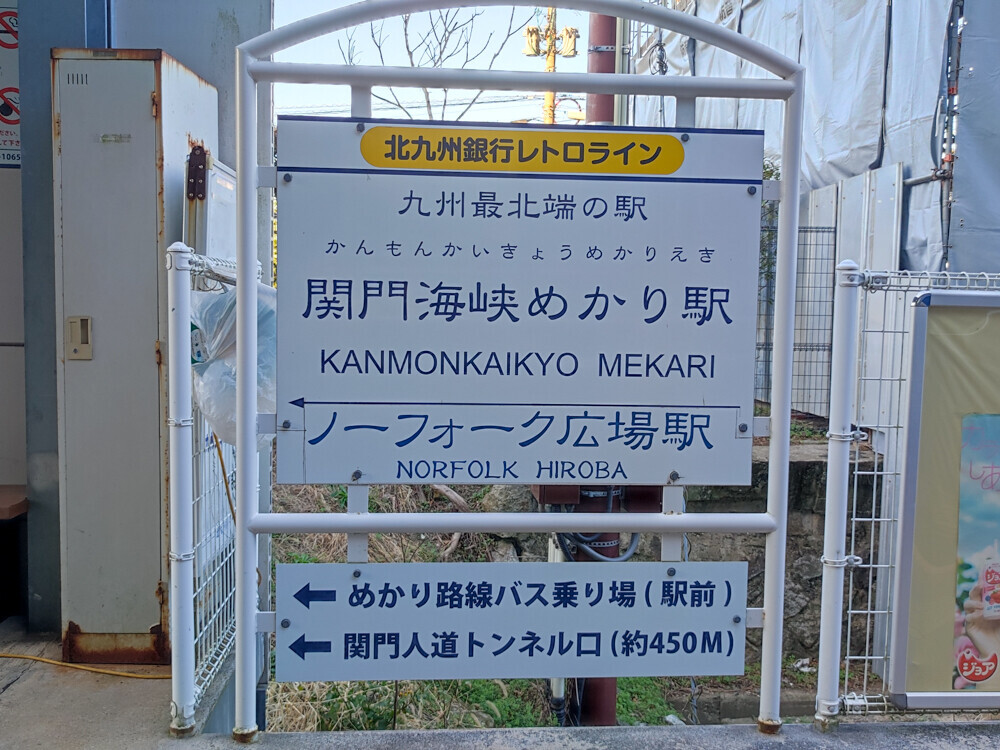 北九州銀行レトロライン
九州最北端の駅
かんもんかいきょうめかりえき
関門海峡めかり駅
KANMONKAIKYO MEKARI
ノーフォーク広場駅
NORFOLK HIROBA
← めかり路線バス乗り場(駅前)
← 関門人道トンネル口(約450M)
ジョア